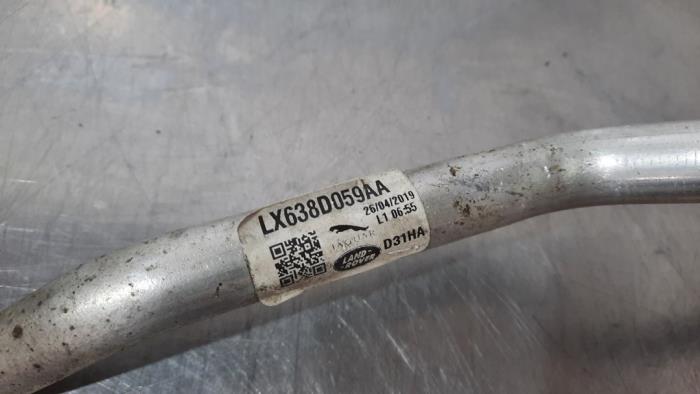 LX638D059AA
26/04/2019
L1 06:55
JAGUAR
D31HA
LAND-
ROVER